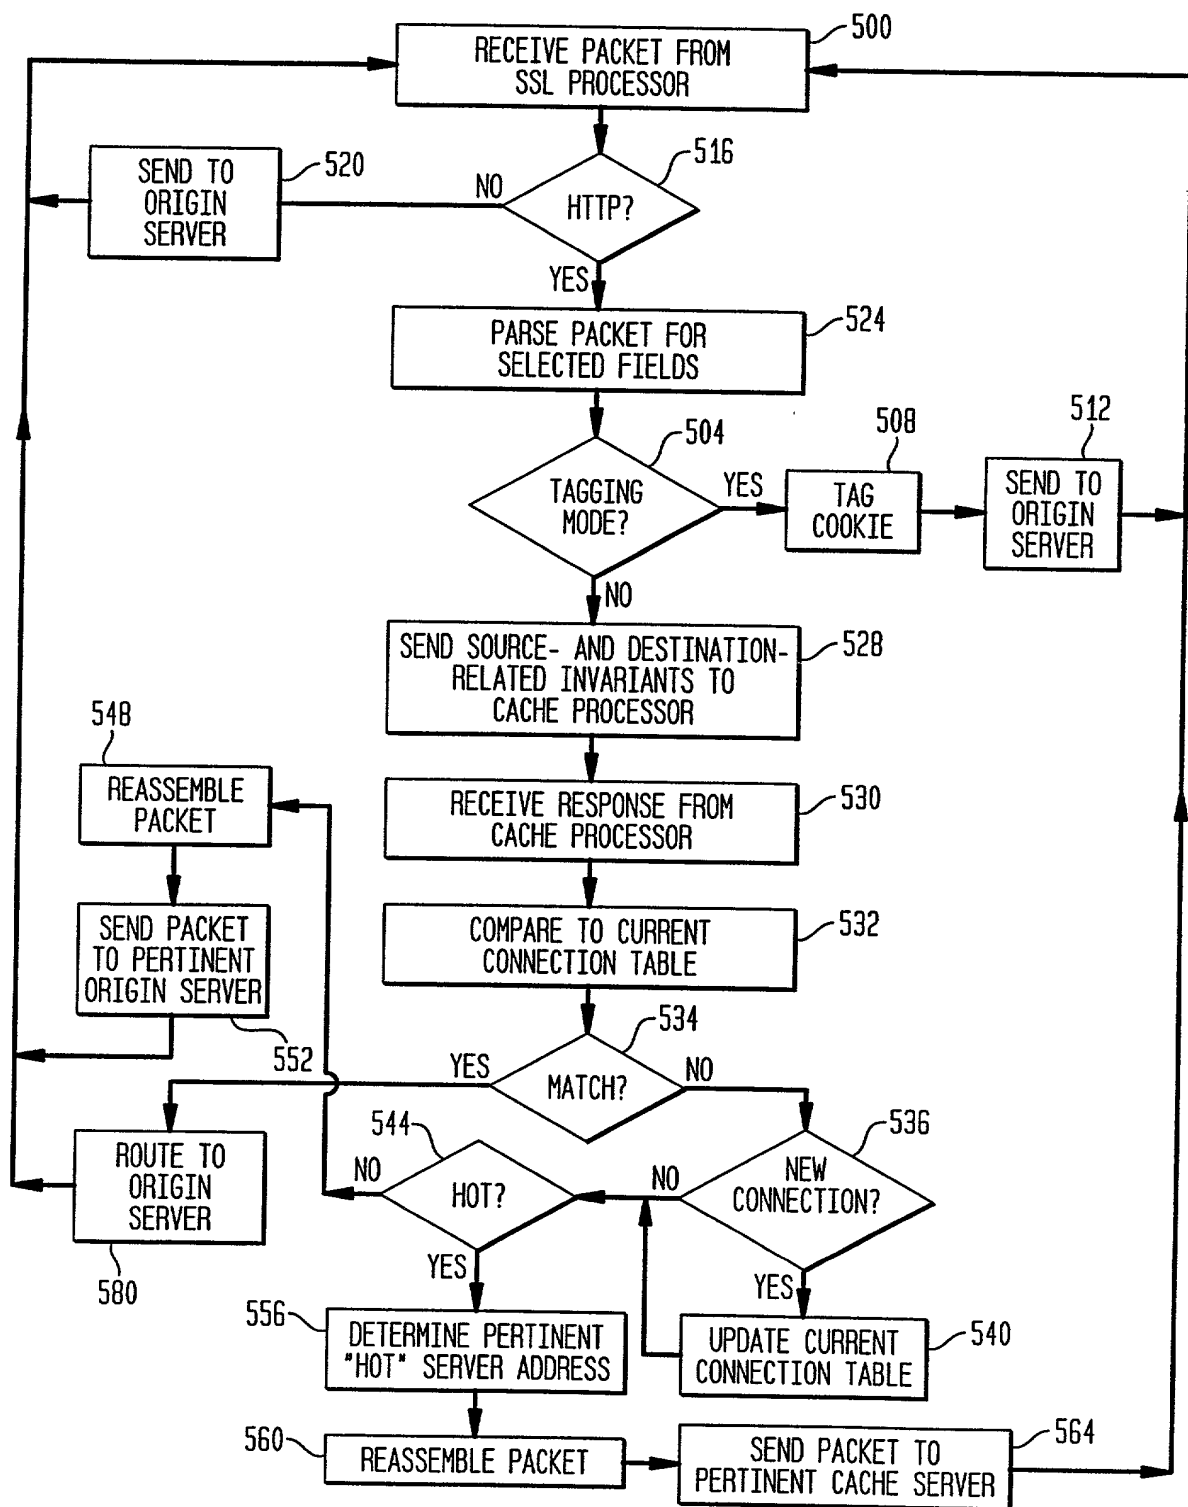 500
RECEIVE PACKET FROM
SSL PROCESSOR
516
HTTP?
NO
520
SEND TO
ORIGIN
SERVER
YES
524
PARSE PACKET FOR
SELECTED FIELDS
504
TAGGING
MODE?
YES
508
TAG
COOKIE
512
SEND TO
ORIGIN
SERVER
NO
528
SEND SOURCE- AND DESTINATION-
RELATED INVARIANTS TO
CACHE PROCESSOR
530
RECEIVE RESPONSE FROM
CACHE PROCESSOR
548
REASSEMBLE
PACKET
532
COMPARE TO CURRENT
CONNECTION TABLE
SEND PACKET
TO PERTINENT
ORIGIN SERVER
552
534
MATCH?
YES
NO
ROUTE TO
ORIGIN
SERVER
580
544
HOT?
NO
536
NEW
CONNECTION?
NO
YES
YES
556
DETERMINE PERTINENT
"HOT" SERVER ADDRESS
540
UPDATE CURRENT
CONNECTION TABLE
560
REASSEMBLE PACKET
564
SEND PACKET TO
PERTINENT CACHE SERVER